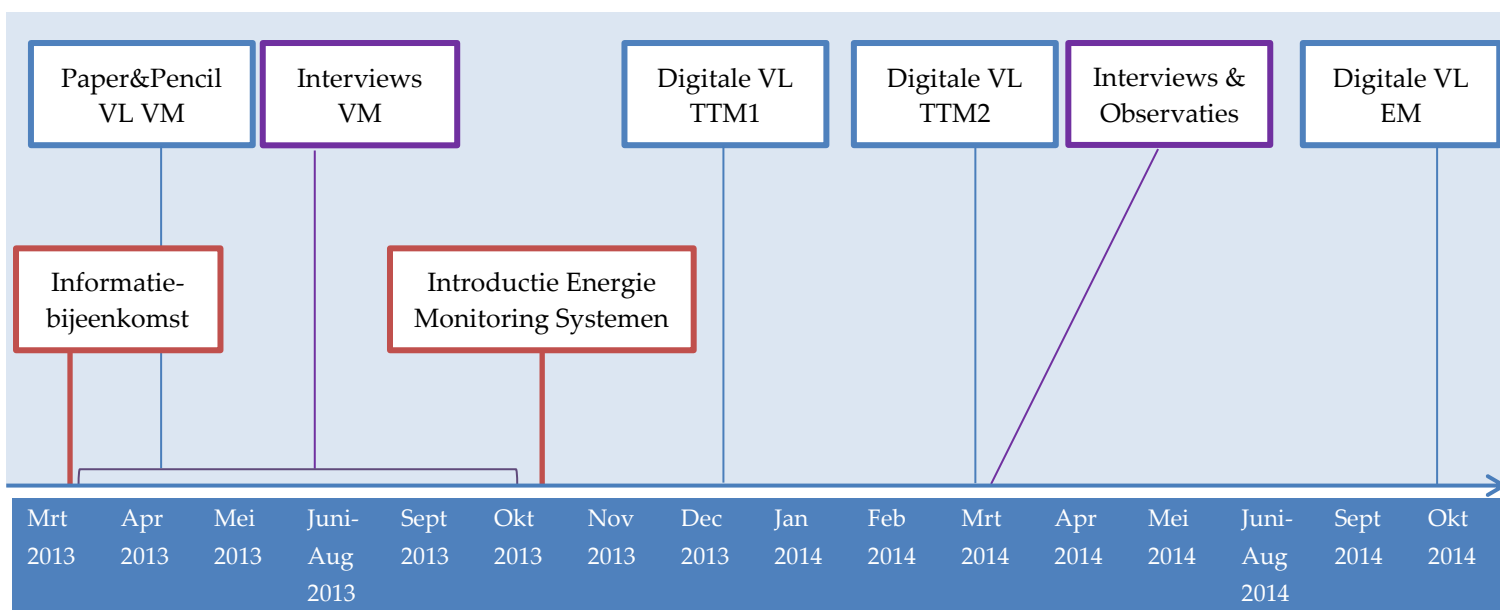 Paper&Pencil
VL VM
Interviews
VM
Digitale VL
TTM1
Digitale VL
TTM2
Interviews &
Observaties
Digitale VL
EM
Informatie-
bijeenkomst
Introductie Energie
Monitoring Systemen
Mrt
2013
Apr
2013
Mei
2013
Juni-
Aug
2013
Sept
2013
Okt
2013
Nov
2013
Dec
2013
Jan
2014
Feb
2014
Mrt
2014
Apr
2014
Mei
2014
Juni-
Aug
2014
Sept
2014
Okt
2014